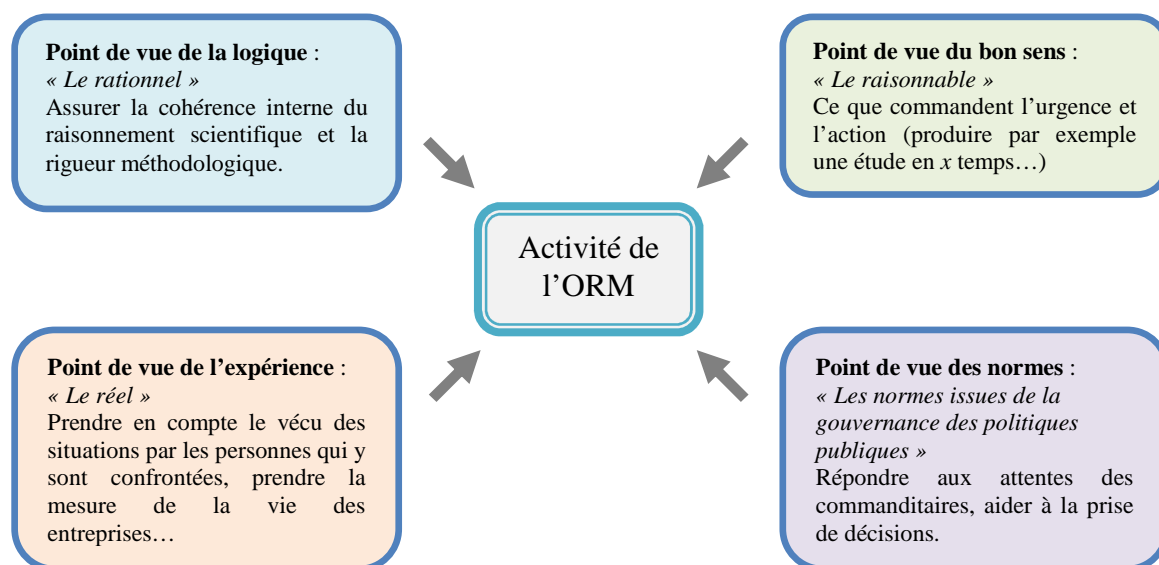 Point de vue de la logique :
« Le rationnel »
Assurer la cohérence interne du
raisonnement scientifique et la
rigueur méthodologique.
Point de vue du bon sens :
« Le raisonnable »
Ce que commandent l’urgence et
l’action (produire par exemple
une étude en x temps…)
Activité de
l’ORM
Point de vue de l’expérience :
« Le réel »
Prendre en compte le vécu des
situations par les personnes qui y
sont confrontées, prendre la
mesure de la vie des
entreprises…
Point de vue des normes :
« Les normes issues de la
gouvernance des politiques
publiques »
Répondre aux attentes des
commanditaires, aider à la prise
de décisions.